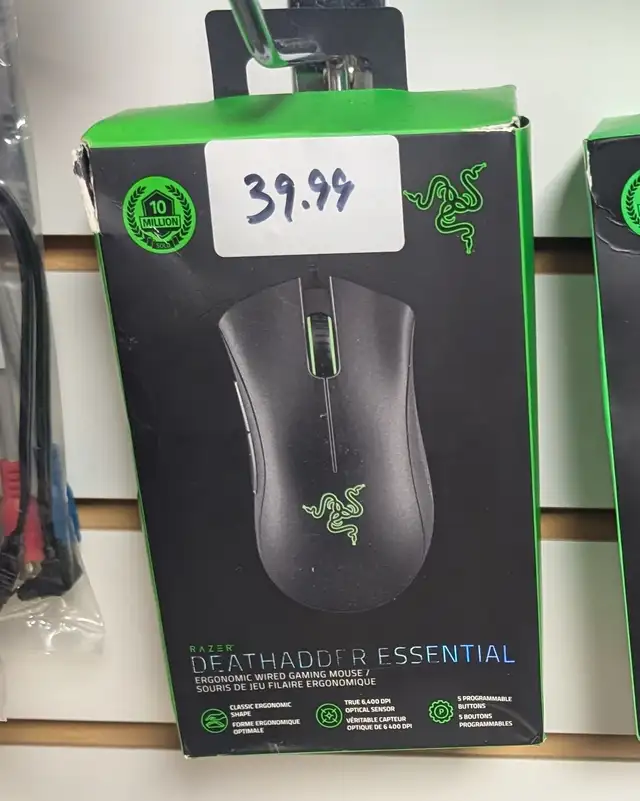 39.99
10
MILLION
SOLD
RAZER
DEATHADDER ESSENTIAL
ERGONOMIC WIRED GAMING MOUSE /
SOURIS DE JEU FILAIRE ERGONOMIQUE
CLASSIC ERGONOMIC
SHAPE
FORME ERGONOMIQUE
OPTIMALE
TRUE 6,400 DPI
OPTICAL SENSOR
VÉRITABLE CAPTEUR
OPTIQUE DE 6 400 DPI
5 PROGRAMMABLE
BUTTONS
5 BOUTONS
PROGRAMMABLES